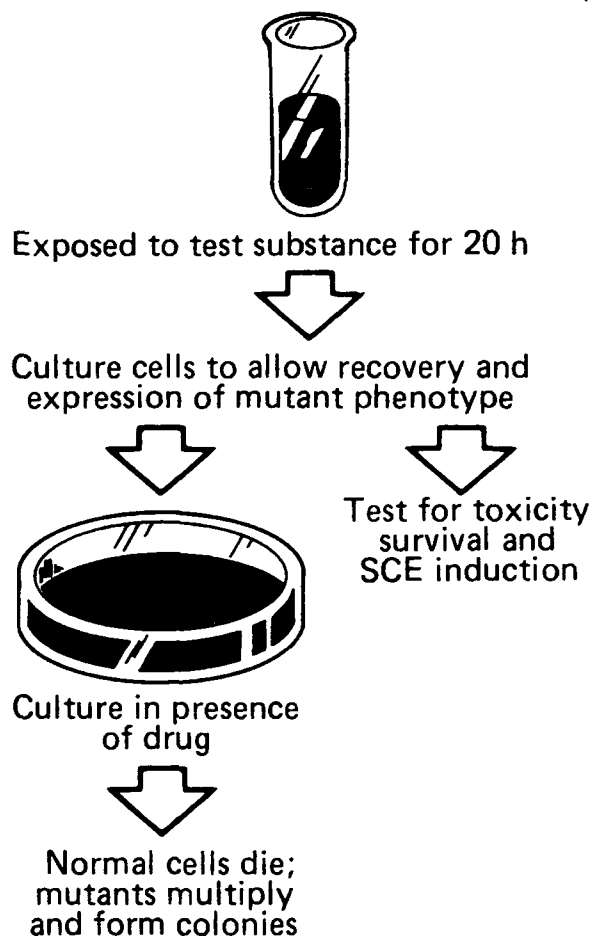 Exposed to test substance for 20 h
Culture cells to allow recovery and
expression of mutant phenotype
Test for toxicity
survival and
SCE induction
Culture in presence
of drug
Normal cells die;
mutants multiply
and form colonies